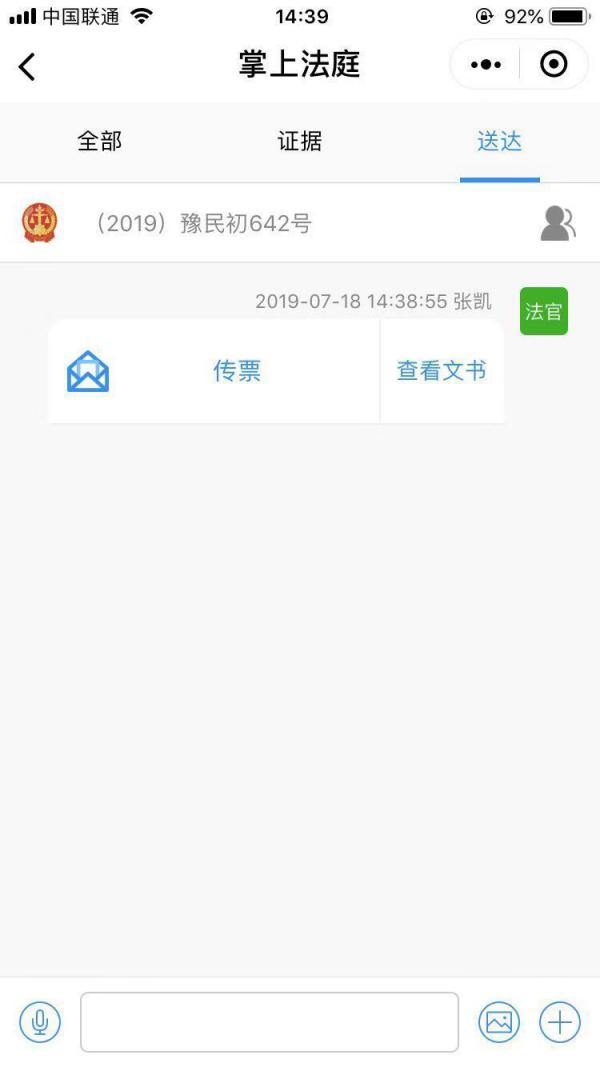 中国联通 14:39 92%
掌上法庭
全部 证据 送达
（2019）豫民初642号
2019-07-18 14:38:55 张凯 法官
传票 查看文书